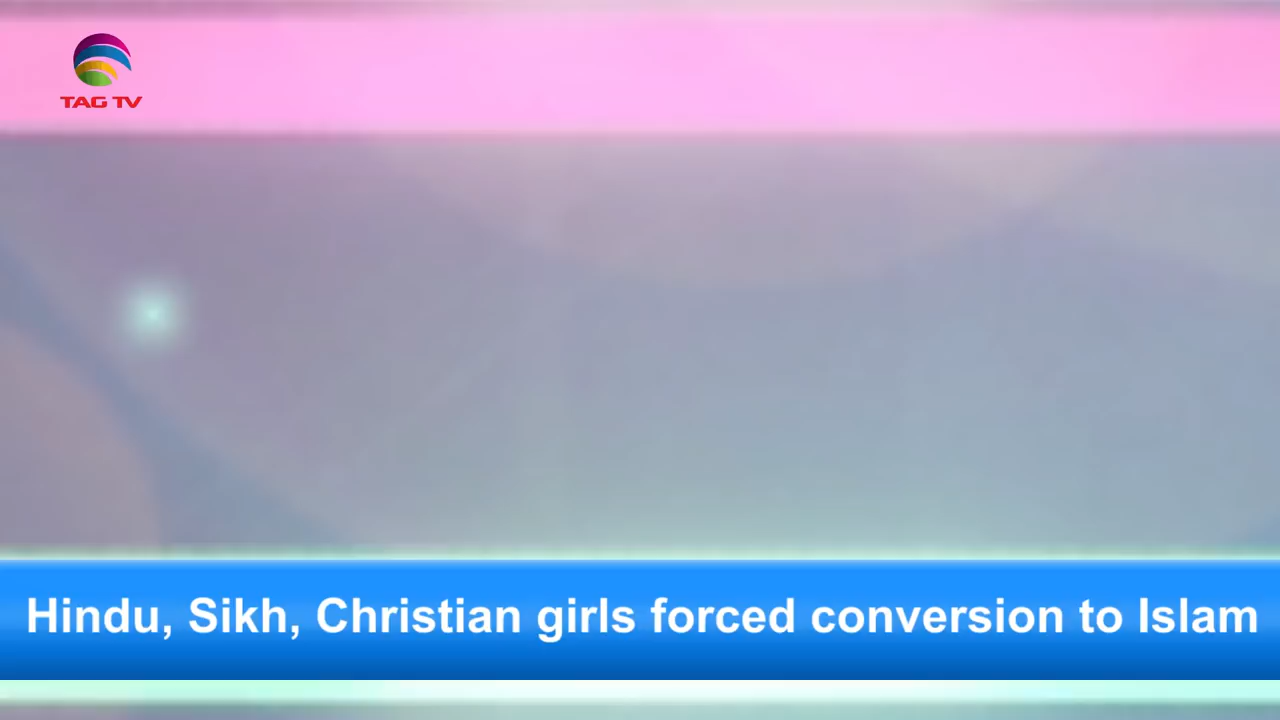 TAG TV
Hindu, Sikh, Christian girls forced conversion to Islam